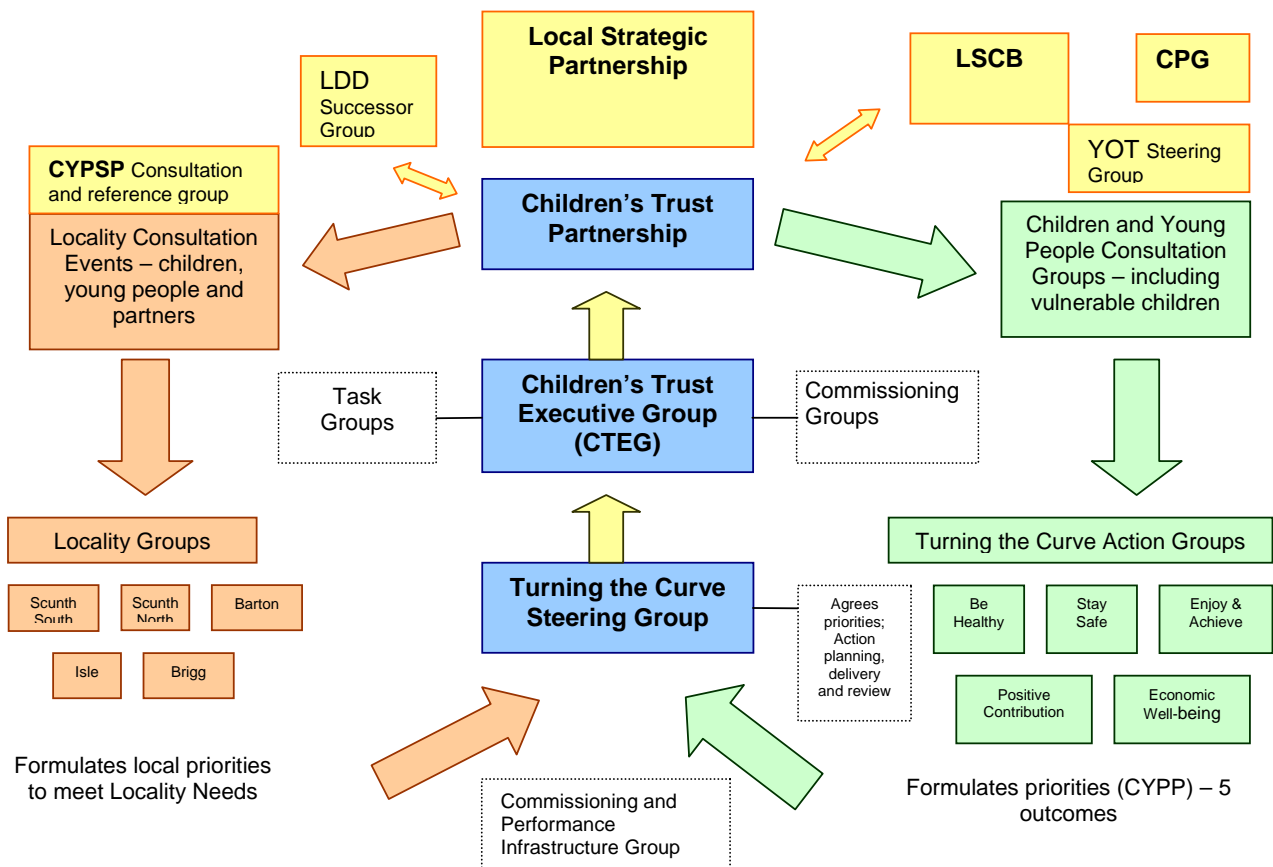 Local Strategic
Partnership
LDD
Successor
Group
LSCB
CPG
YOT Steering
Group
CYPSP Consultation
and reference group
Locality Consultation
Events – children,
young people and
partners
Children's Trust
Partnership
Children and Young
People Consultation
Groups – including
vulnerable children
Task
Groups
Children's Trust
Executive Group
(CTEG)
Commissioning
Groups
Locality Groups
Scunth
South
Scunth
North
Barton
Isle
Brigg
Formulates local priorities
to meet Locality Needs
Turning the Curve
Steering Group
Agrees
priorities;
Action
planning,
delivery
and review
Commissioning and
Performance
Infrastructure Group
Turning the Curve Action Groups
Be
Healthy
Stay
Safe
Enjoy &
Achieve
Positive
Contribution
Economic
Well-being
Formulates priorities (CYPP) – 5
outcomes